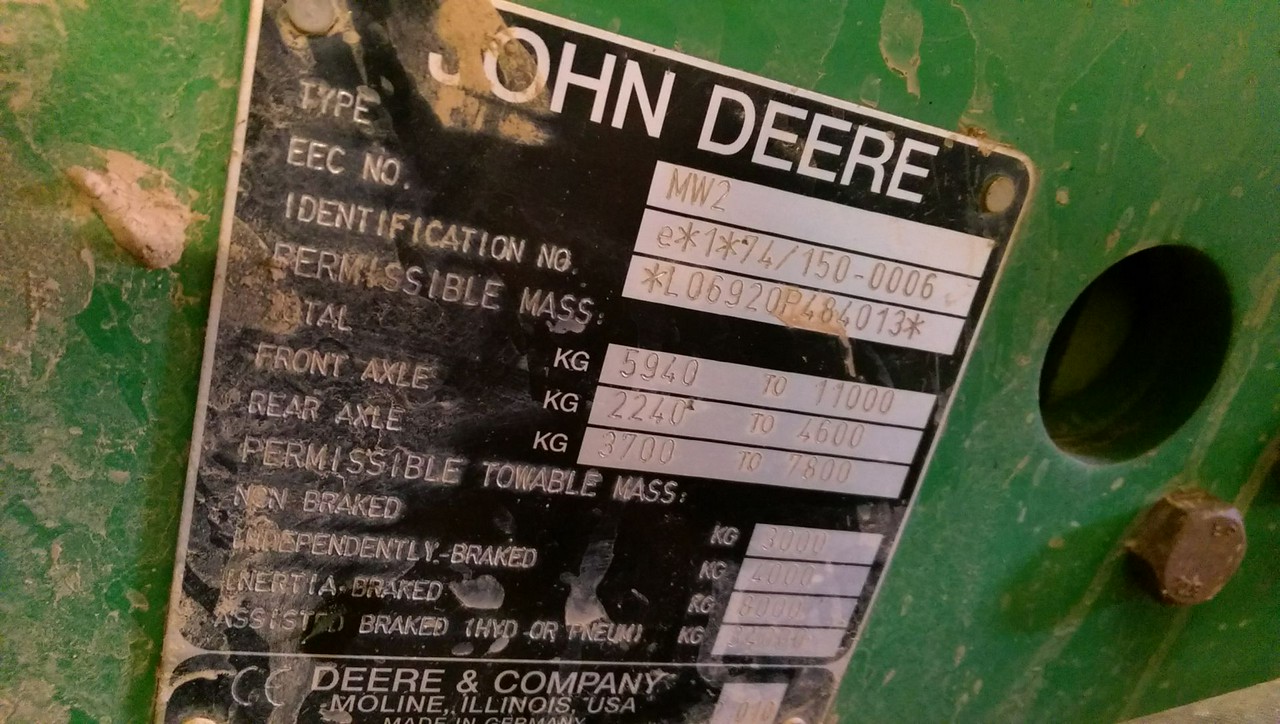 JOHN DEERE
TYPE MW2
EEC NO. e*1*74/150-0006
IDENTIFICATION NO. *L06920P484013*
PERMISSIBLE MASS:
TOTAL KG 5940 TO 11000
FRONT AXLE KG 2240 TO 4600
REAR AXLE KG 3700 TO 7800
PERMISSIBLE TOWABLE MASS:
NON BRAKED KG 3000
INDEPENDENTLY-BRAKED KG 4000
INERTIA-BRAKED KG 8000
ASSISTED BRAKED (HYD OR PNEUM) KG
CE DEERE & COMPANY
MOLINE, ILLINOIS, USA
MADE IN GERMANY